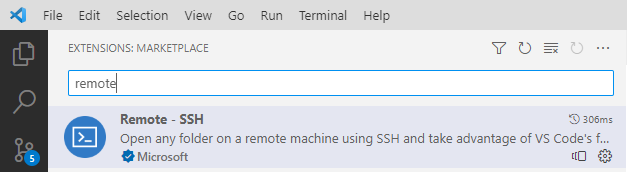 File Edit Selection View Go Run Terminal Help
EXTENSIONS: MARKETPLACE
remote
Remote - SSH 306ms
Open any folder on a remote machine using SSH and take advantage of VS Code's f...
Microsoft
5